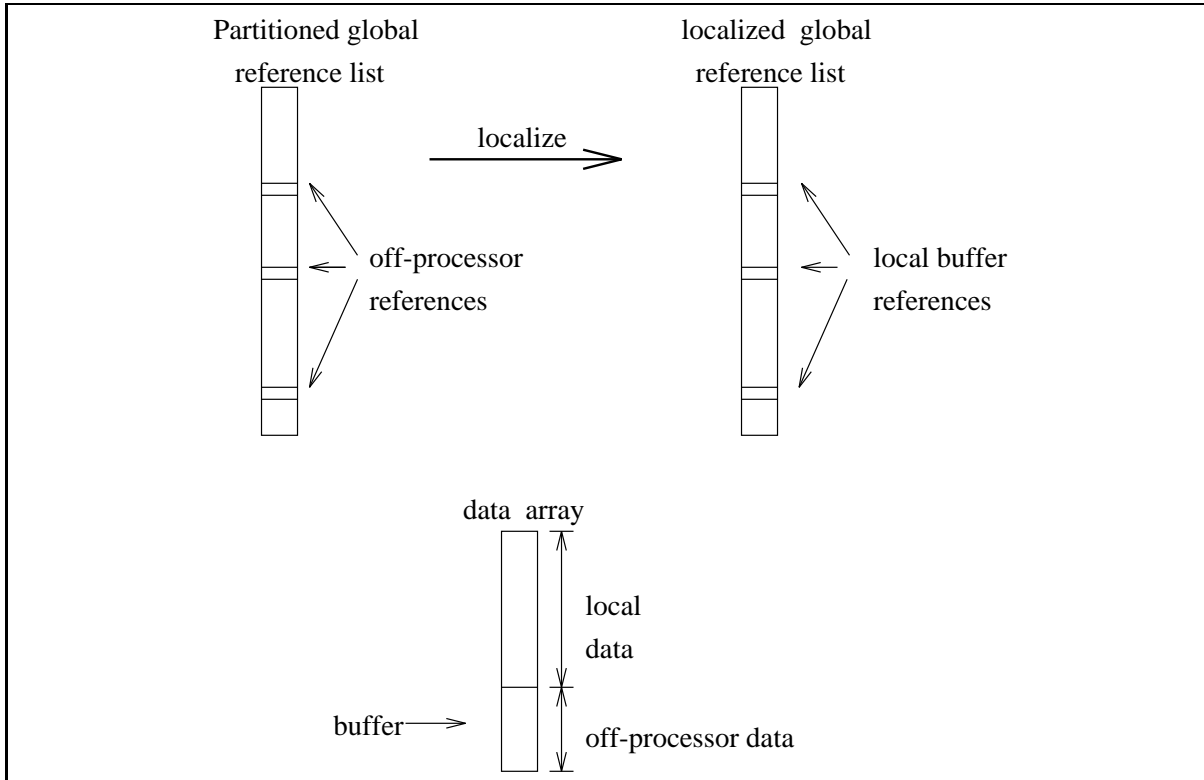 Partitioned global
reference list
localized global
reference list
localize
off-processor
references
local buffer
references
data array
local
data
buffer
off-processor data